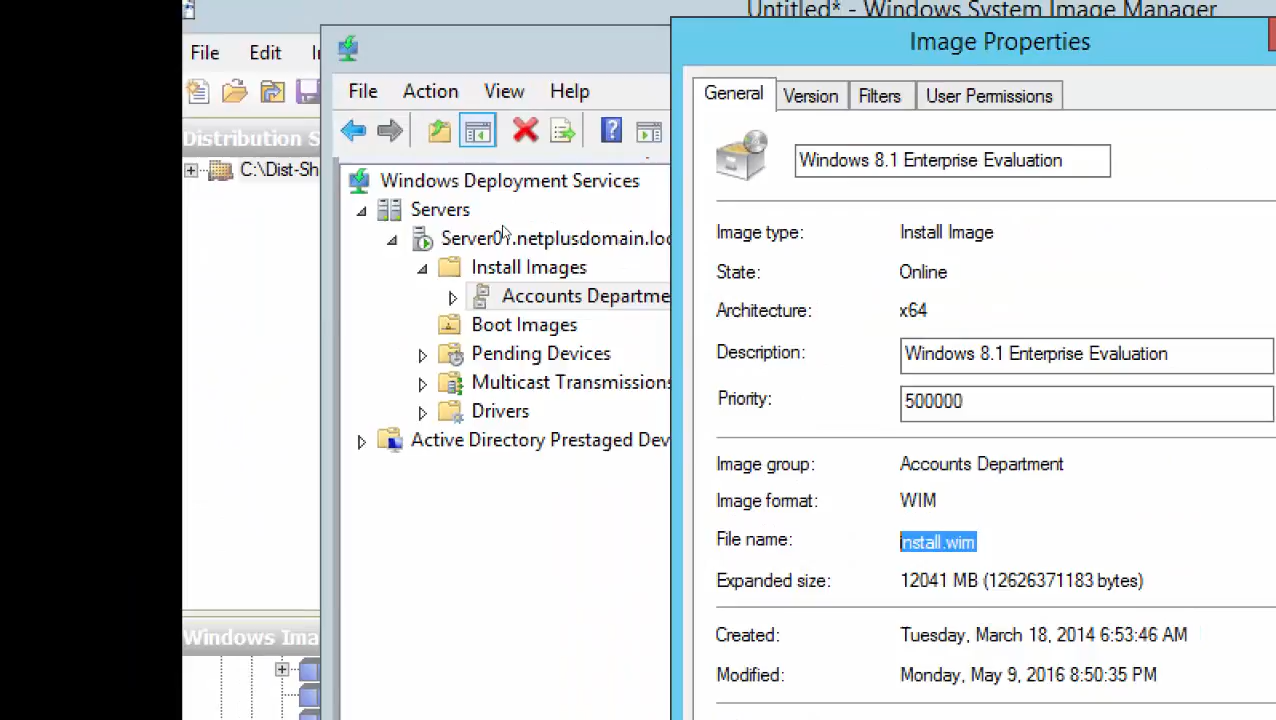 Untitled* - Windows System Image Manager
File Edit
Distribution S
C:\Dist-Sh
Windows Ima
File Action View Help
Windows Deployment Services
Servers
.netplusdomain.loc
Install Images
Accounts Departme
Boot Images
Pending Devices
Multicast Transmissions
Drivers
Active Directory Prestaged Dev
Image Properties
General Version Filters User Permissions
Windows 8.1 Enterprise Evaluation
Image type: Install Image
State: Online
Architecture: x64
Description: Windows 8.1 Enterprise Evaluation
Priority: 500000
Image group: Accounts Department
Image format: WIM
File name: install.wim
Expanded size: 12041 MB (12626371183 bytes)
Created: Tuesday, March 18, 2014 6:53:46 AM
Modified: Monday, May 9, 2016 8:50:35 PM